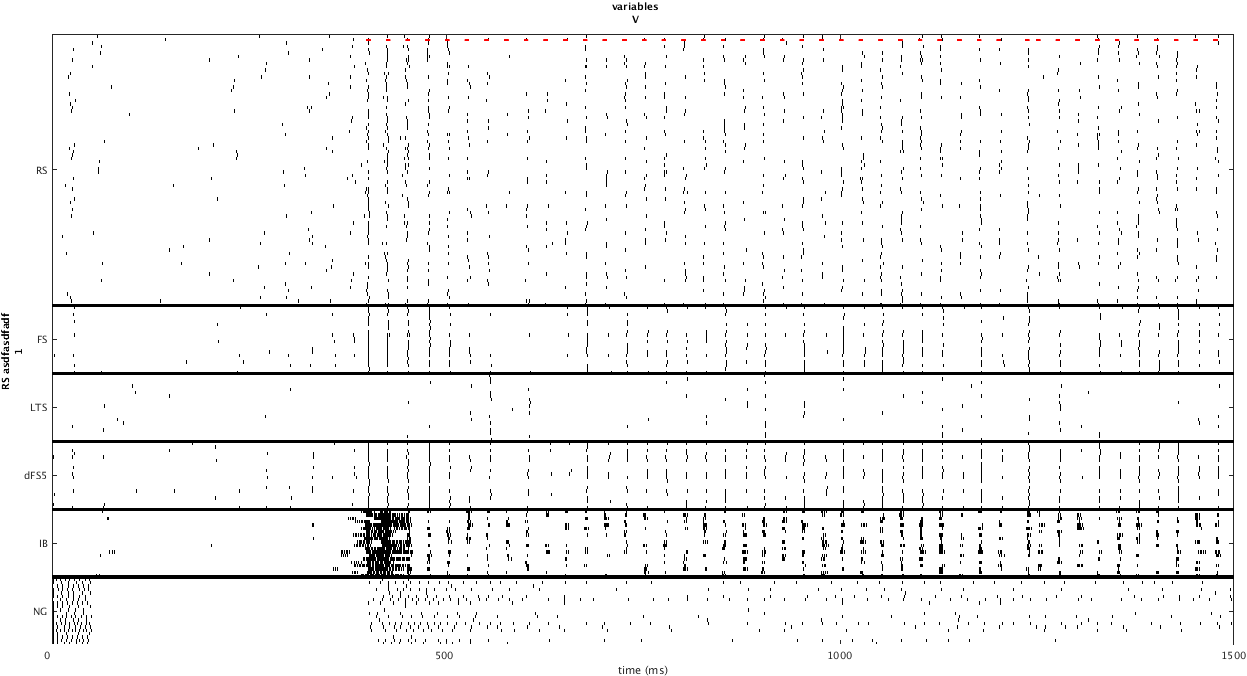 variables
V
RS
FS
LTS
dFS5
IB
NG
RS asdfasdfadf
1
0
500
1000
1500
time (ms)